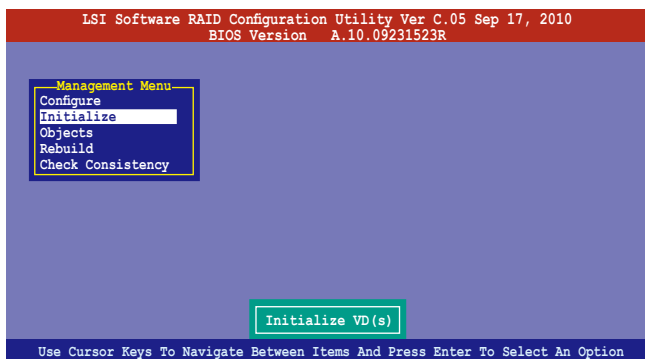 LSI Software RAID Configuration Utility Ver C.05 Sep 17, 2010
BIOS Version A.10.09231523R
Management Menu
Configure
Initialize
Objects
Rebuild
Check Consistency
Initialize VD(s)
Use Cursor Keys To Navigate Between Items And Press Enter To Select An Option